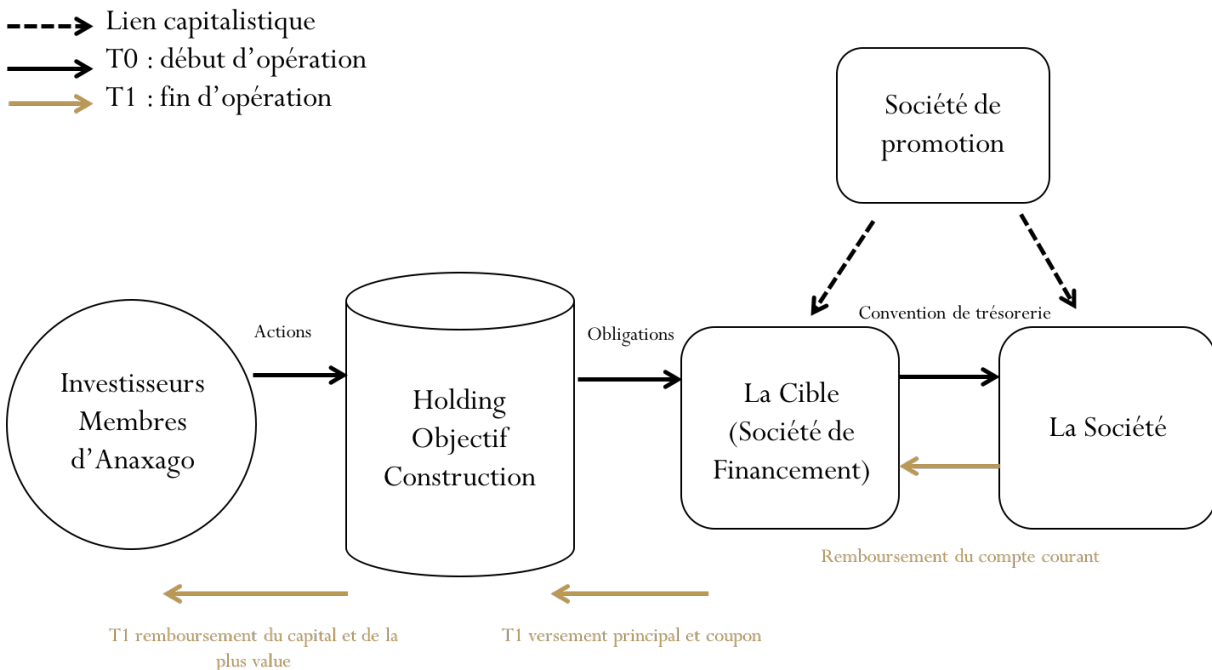 Lien capitalistique
T0 : début d'opération
T1 : fin d'opération
Société de
promotion
Convention de trésorerie
Actions
Obligations
Investisseurs
Membres
d'Anaxago
Holding
Objectif
Construction
La Cible
(Société de
Financement)
La Société
Remboursement du compte courant
T1 remboursement du capital et de la
plus value
T1 versement principal et coupon